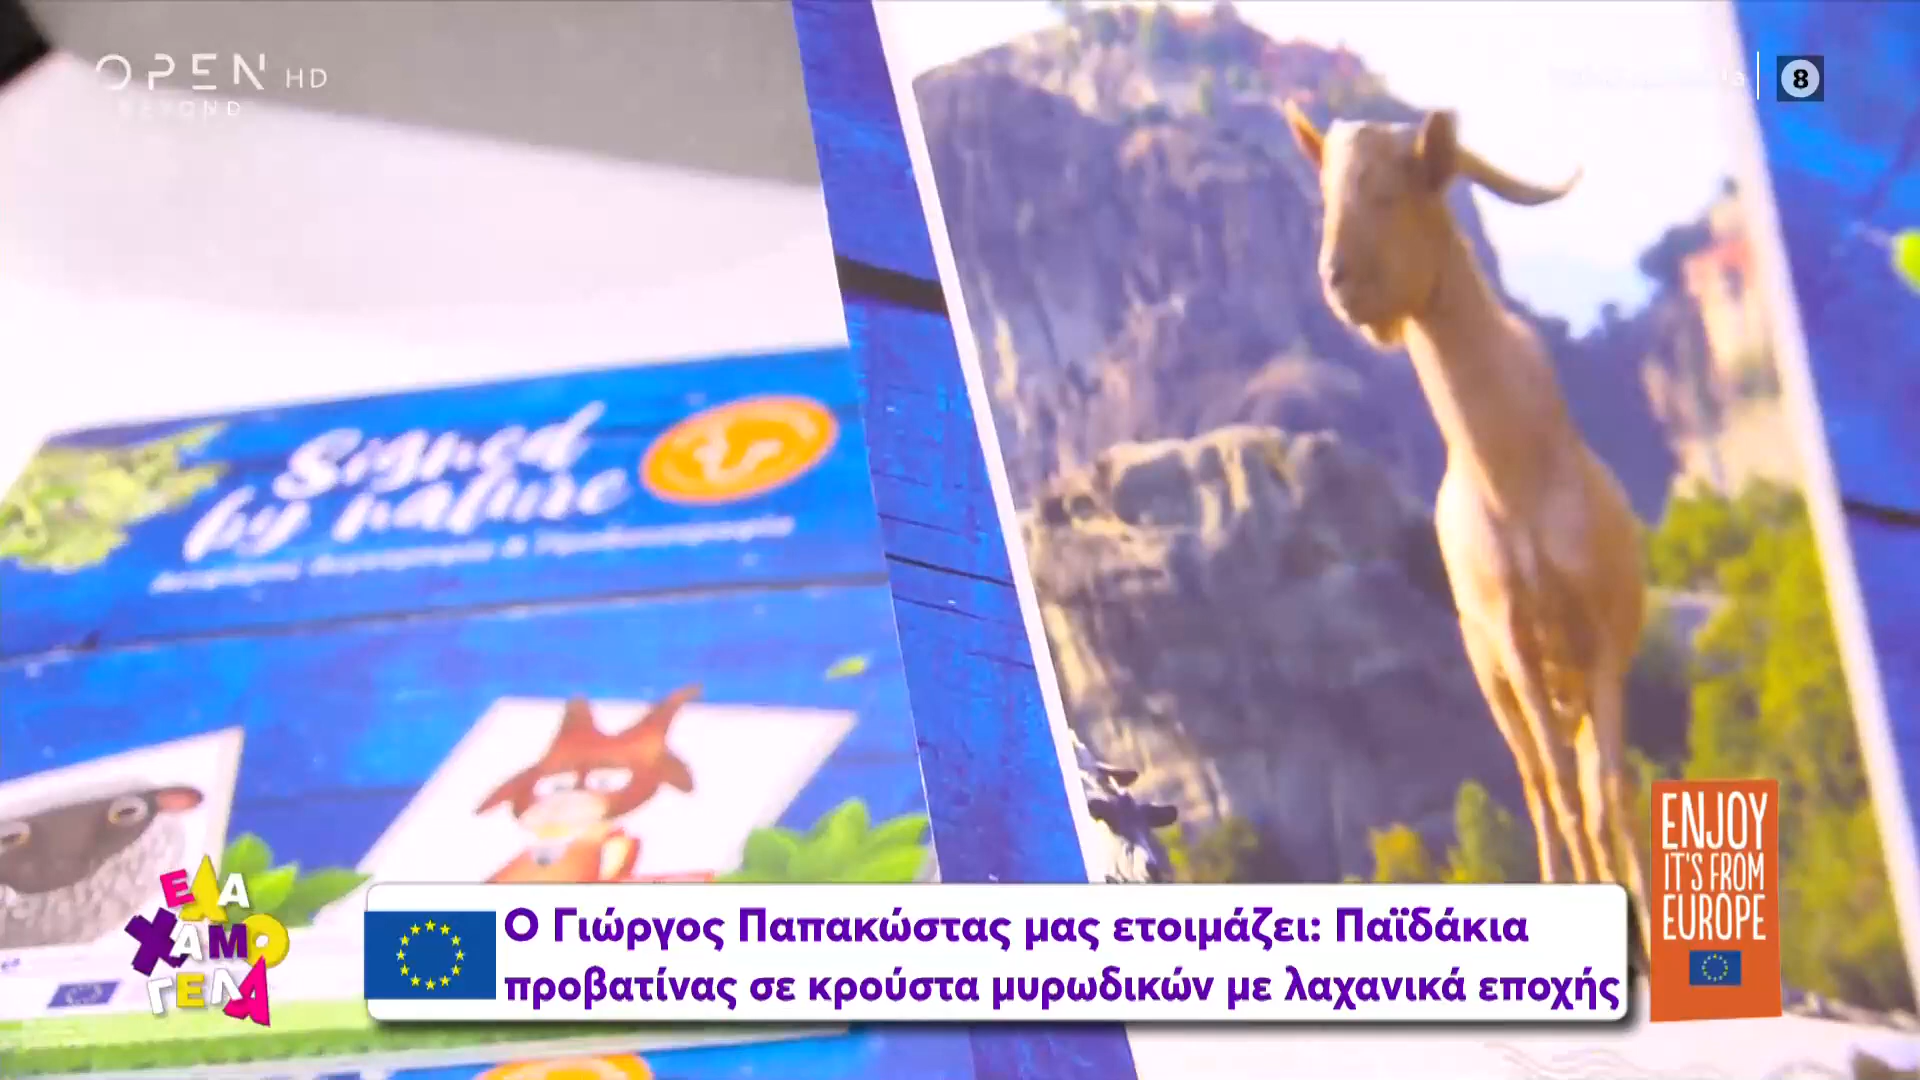 OPEN HD
BEYOND
8
Signed
by nature
ΕΛΑ
ΧΑΜΟ
ΓΕΛΑ
Ο Γιώργος Παπακώστας μας ετοιμάζει: Παϊδάκια
προβατίνας σε κρούστα μυρωδικών με λαχανικά εποχής
ENJOY
IT'S FROM
EUROPE